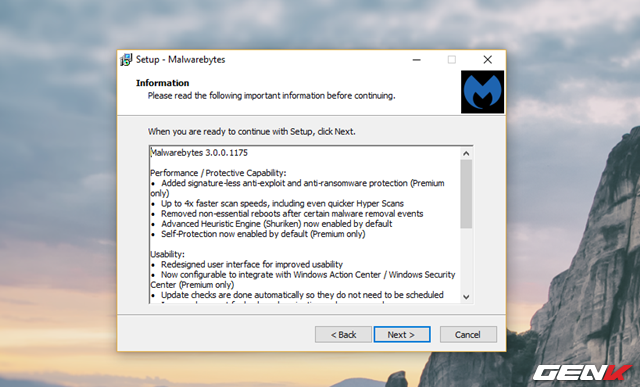 Setup - Malwarebytes
Information
Please read the following important information before continuing.
When you are ready to continue with Setup, click Next.
Malwarebytes 3.0.0.1175
Performance / Protective Capability:
• Added signature-less anti-exploit and anti-ransomware protection (Premium
only)
• Up to 4x faster scan speeds, including even quicker Hyper Scans
• Removed non-essential reboots after certain malware removal events
• Advanced Heuristic Engine (Shuriken) now enabled by default
• Self-Protection now enabled by default (Premium only)
Usability:
• Redesigned user interface for improved usability
• Now configurable to integrate with Windows Action Center / Windows Security
Center (Premium only)
• Update checks are done automatically so they do not need to be scheduled
< Back Next > Cancel
GENK